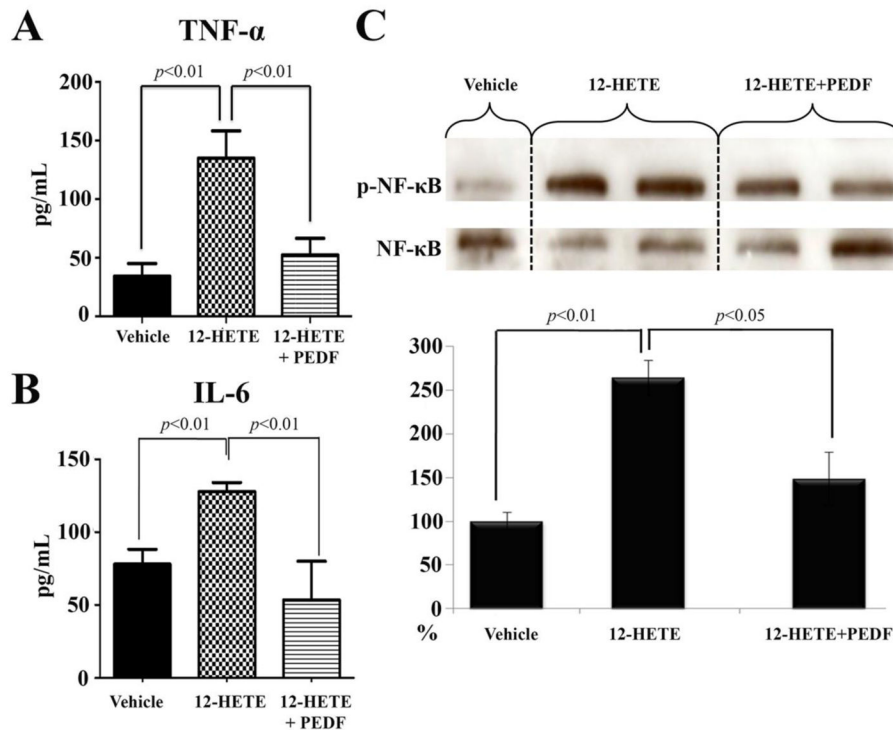 A
TNF-α
p<0.01 p<0.01
200
150
100
50
0
pg/mL
Vehicle 12-HETE 12-HETE
+ PEDF
B
IL-6
p<0.01 p<0.01
150
100
50
0
pg/mL
Vehicle 12-HETE 12-HETE
+ PEDF
C
Vehicle 12-HETE 12-HETE+PEDF
p-NF-κB
NF-κB
p<0.01 p<0.05
300
250
200
150
100
50
0
%
Vehicle 12-HETE 12-HETE+PEDF